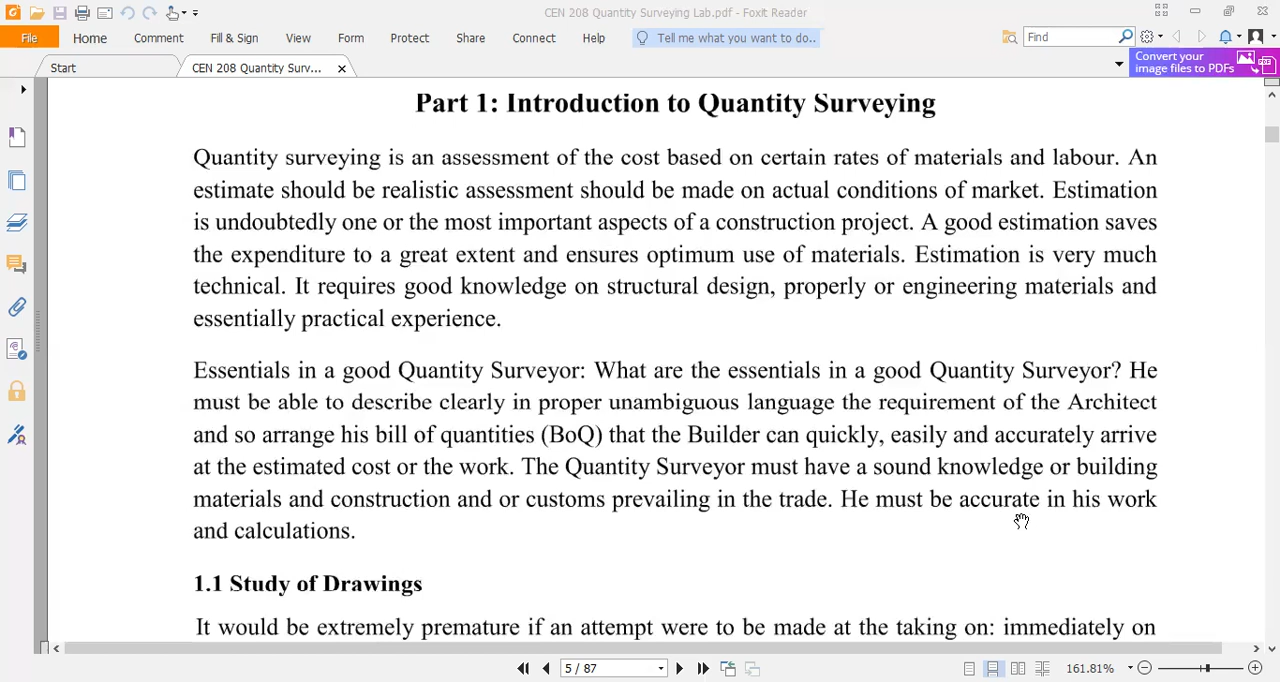 CEN 208 Quantity Surveying Lab.pdf - Foxit Reader
File Home Comment Fill & Sign View Form Protect Share Connect Help Tell me what you want to do.. Find
Start CEN 208 Quantity Surv... Convert your
image files to PDFs
Part 1: Introduction to Quantity Surveying
Quantity surveying is an assessment of the cost based on certain rates of materials and labour. An
estimate should be realistic assessment should be made on actual conditions of market. Estimation
is undoubtedly one or the most important aspects of a construction project. A good estimation saves
the expenditure to a great extent and ensures optimum use of materials. Estimation is very much
technical. It requires good knowledge on structural design, properly or engineering materials and
essentially practical experience.
Essentials in a good Quantity Surveyor: What are the essentials in a good Quantity Surveyor? He
must be able to describe clearly in proper unambiguous language the requirement of the Architect
and so arrange his bill of quantities (BoQ) that the Builder can quickly, easily and accurately arrive
at the estimated cost or the work. The Quantity Surveyor must have a sound knowledge or building
materials and construction and or customs prevailing in the trade. He must be accurate in his work
and calculations.
1.1 Study of Drawings
It would be extremely premature if an attempt were to be made at the taking on: immediately on
5 / 87 161.81%